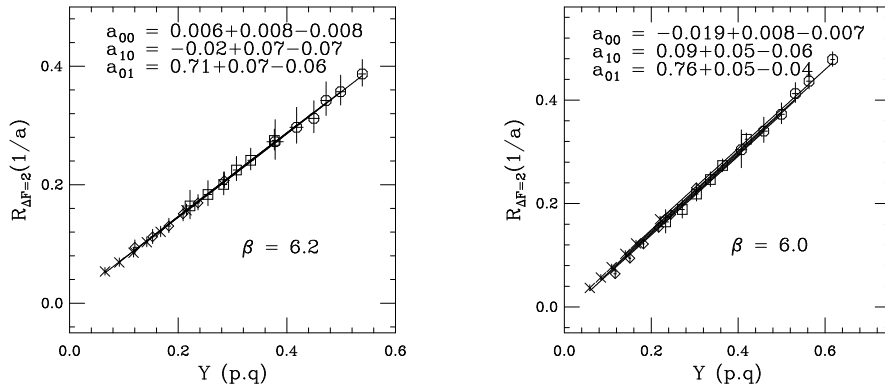 a00 = 0.006+0.008−0.008
a10 = −0.02+0.07−0.07
a01 = 0.71+0.07−0.06
RΔF=2(1/a)
0.4
0.2
0.0
β = 6.2
0.0 0.2 0.4 0.6
Y (p.q)
a00 = −0.019+0.008−0.007
a10 = 0.09+0.05−0.06
a01 = 0.76+0.05−0.04
RΔF=2(1/a)
0.4
0.2
0.0
β = 6.0
0.0 0.2 0.4 0.6
Y (p.q)